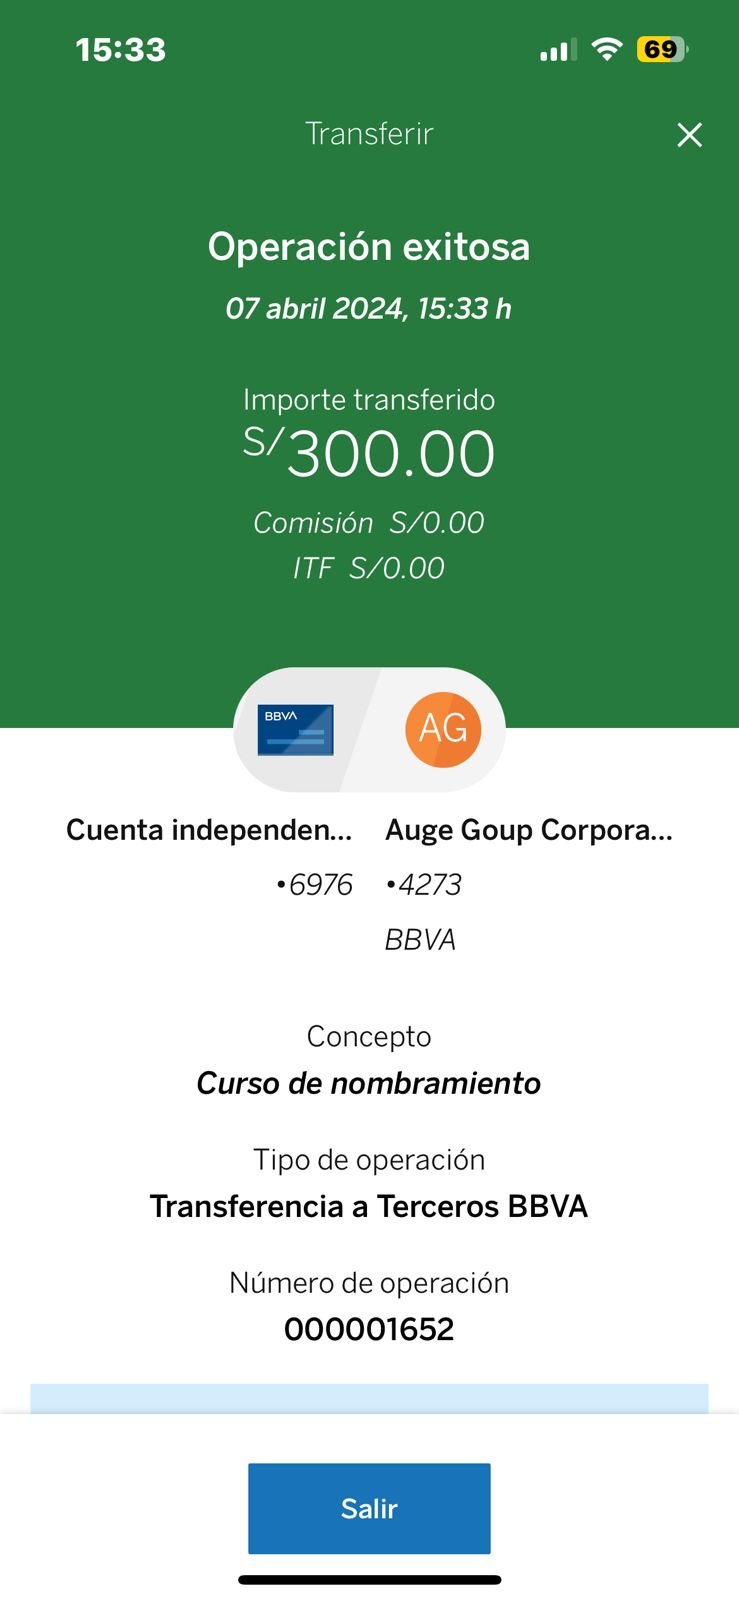 15:33
69
Transferir
Operación exitosa
07 abril 2024, 15:33 h
Importe transferido
S/300.00
Comisión S/0.00
ITF S/0.00
BBVA
AG
Cuenta independen... Auge Goup Corpora...
•6976 •4273
BBVA
Concepto
Curso de nombramiento
Tipo de operación
Transferencia a Terceros BBVA
Número de operación
000001652
Salir